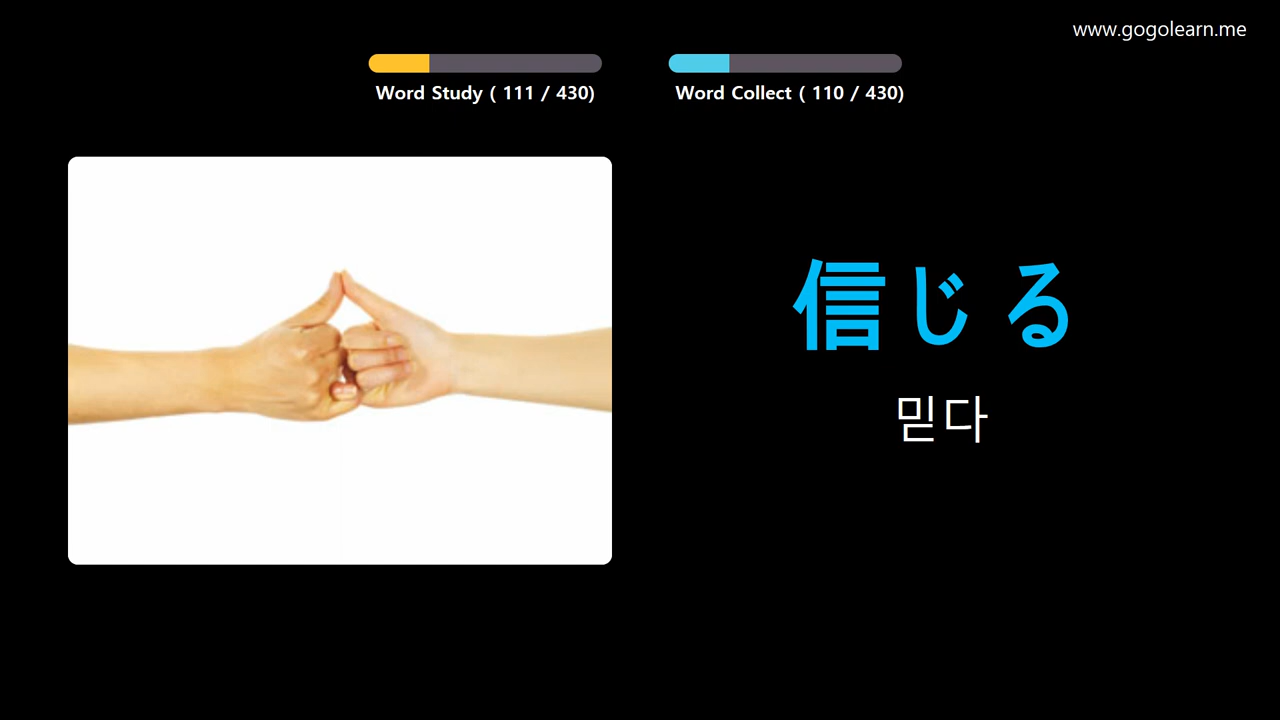 www.gogolearn.me
Word Study ( 111 / 430)
Word Collect ( 110 / 430)
信じる
믿다